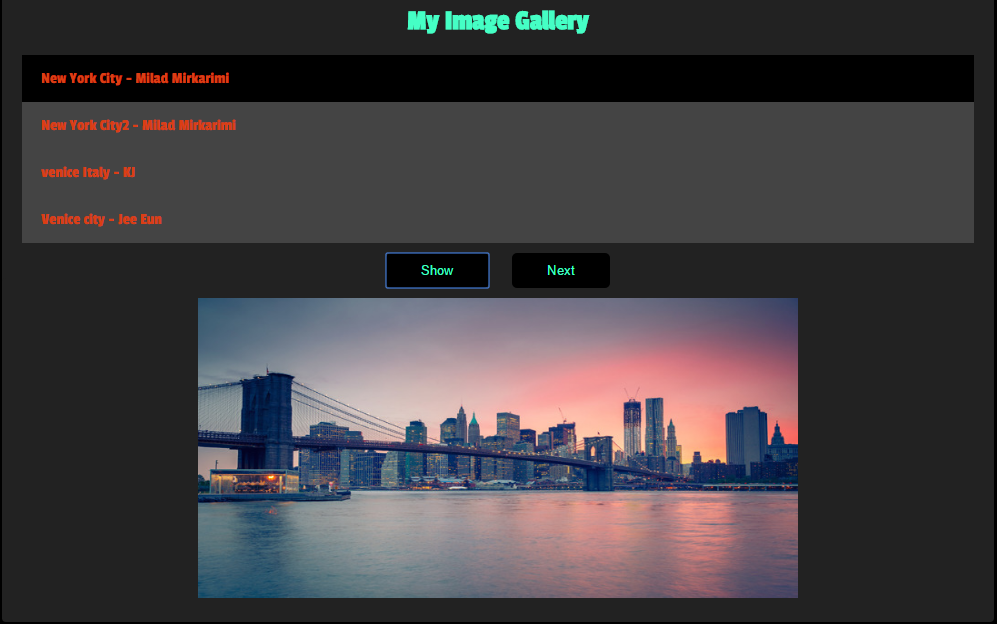 My Image Gallery
New York City - Milad Mirkarimi
New York City2 - Milad Mirkarimi
venice Italy - KJ
Venice city - Jee Eun
Show
Next